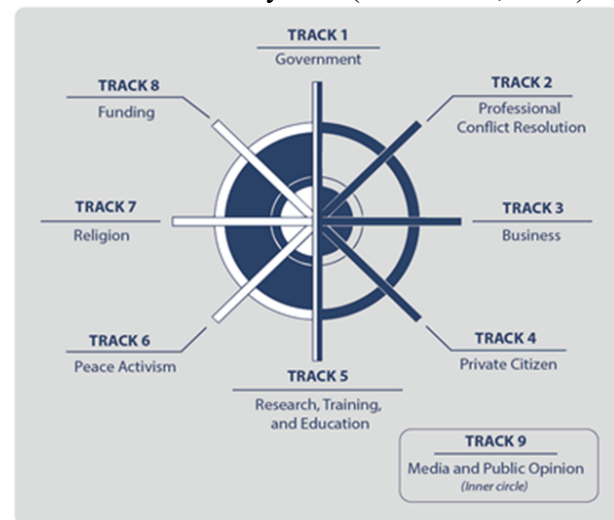 TRACK 1
Government
TRACK 8
Funding
TRACK 2
Professional
Conflict Resolution
TRACK 7
Religion
TRACK 3
Business
TRACK 6
Peace Activism
TRACK 4
Private Citizen
TRACK 5
Research, Training,
and Education
TRACK 9
Media and Public Opinion
(Inner circle)